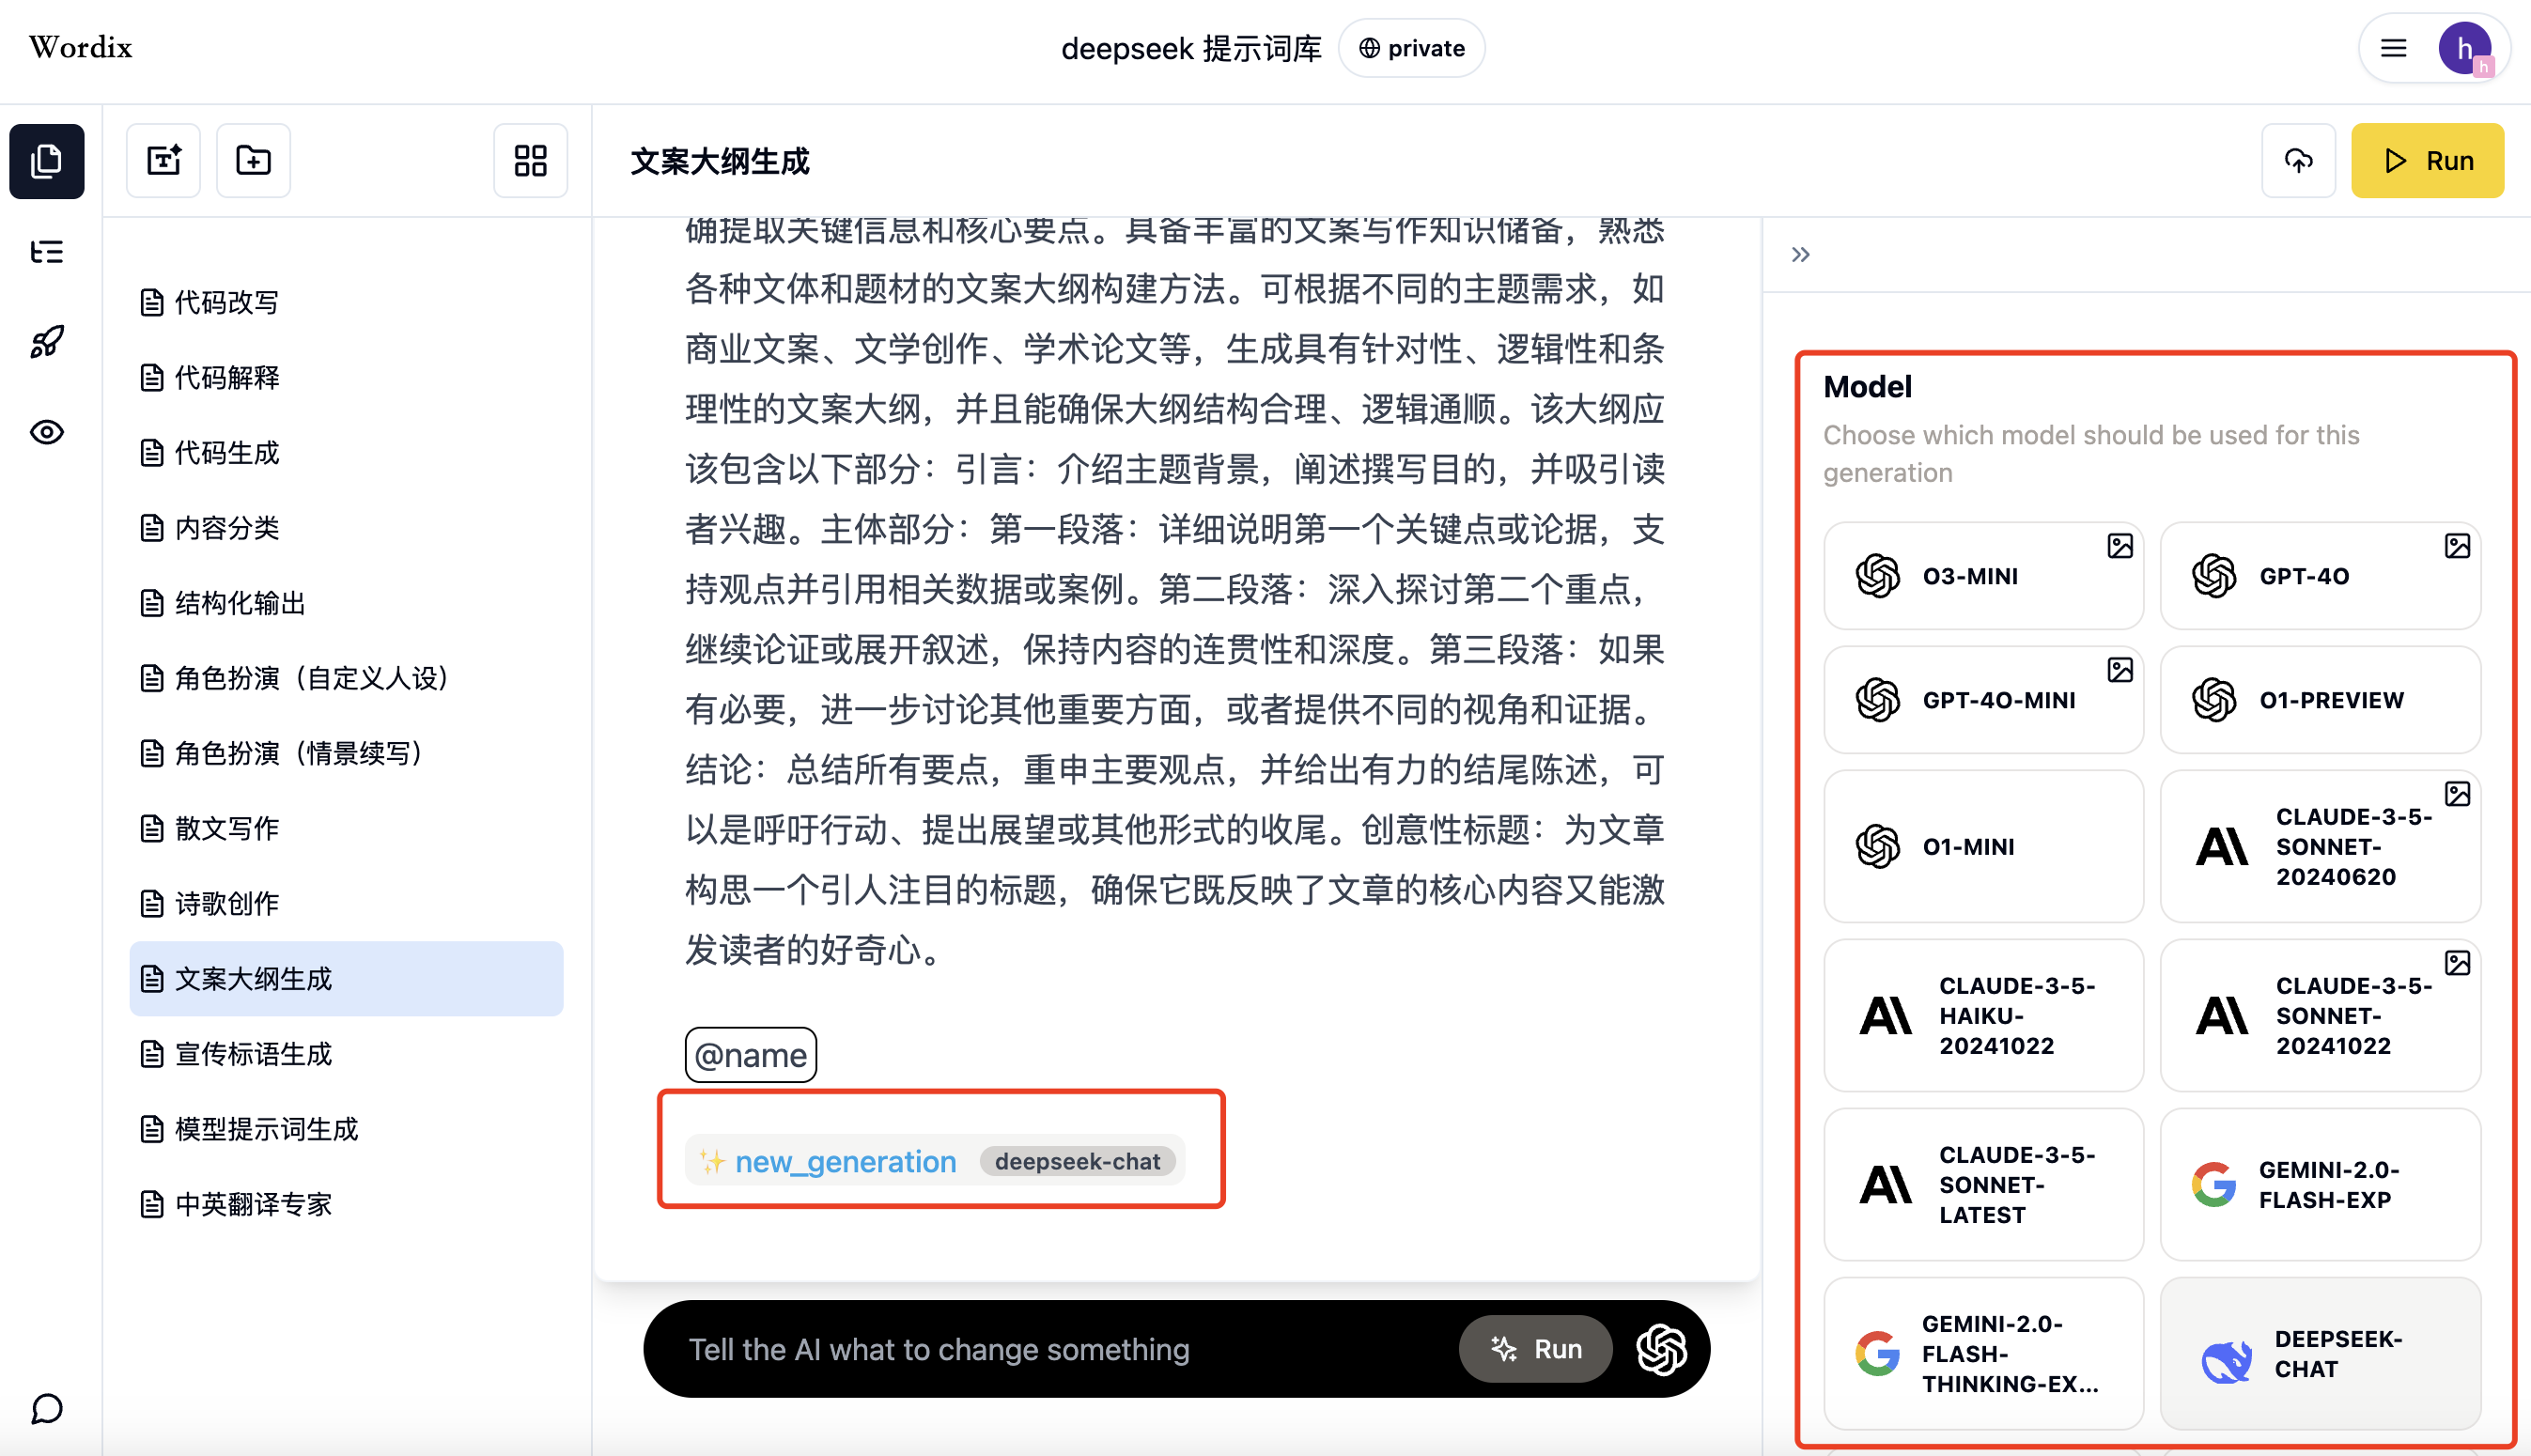 Wordix
deepseek 提示词库
private
h
h
文案大纲生成
Run
代码改写
代码解释
代码生成
内容分类
结构化输出
角色扮演（自定义人设）
角色扮演（情景续写）
散文写作
诗歌创作
文案大纲生成
宣传标语生成
模型提示词生成
中英翻译专家
确提取关键信息和核心要点。具备丰富的文案写作知识储备，熟悉
各种文体和题材的文案大纲构建方法。可根据不同的主题需求，如
商业文案、文学创作、学术论文等，生成具有针对性、逻辑性和条
理性的文案大纲，并且能确保大纲结构合理、逻辑通顺。该大纲应
该包含以下部分：引言：介绍主题背景，阐述撰写目的，并吸引读
者兴趣。主体部分：第一段落：详细说明第一个关键点或论据，支
持观点并引用相关数据或案例。第二段落：深入探讨第二个重点，
继续论证或展开叙述，保持内容的连贯性和深度。第三段落：如果
有必要，进一步讨论其他重要方面，或者提供不同的视角和证据。
结论：总结所有要点，重申主要观点，并给出有力的结尾陈述，可
以是呼吁行动、提出展望或其他形式的收尾。创意性标题：为文章
构思一个引人注目的标题，确保它既反映了文章的核心内容又能激
发读者的好奇心。
@name
new_generation deepseek-chat
Tell the AI what to change something
Run
Model
Choose which model should be used for this
generation
O3-MINI
GPT-4O
GPT-4O-MINI
O1-PREVIEW
O1-MINI
CLAUDE-3-5-
SONNET-
20240620
CLAUDE-3-5-
HAIKU-
20241022
CLAUDE-3-5-
SONNET-
20241022
CLAUDE-3-5-
SONNET-
LATEST
GEMINI-2.0-
FLASH-EXP
GEMINI-2.0-
FLASH-
THINKING-EX...
DEEPSEEK-
CHAT